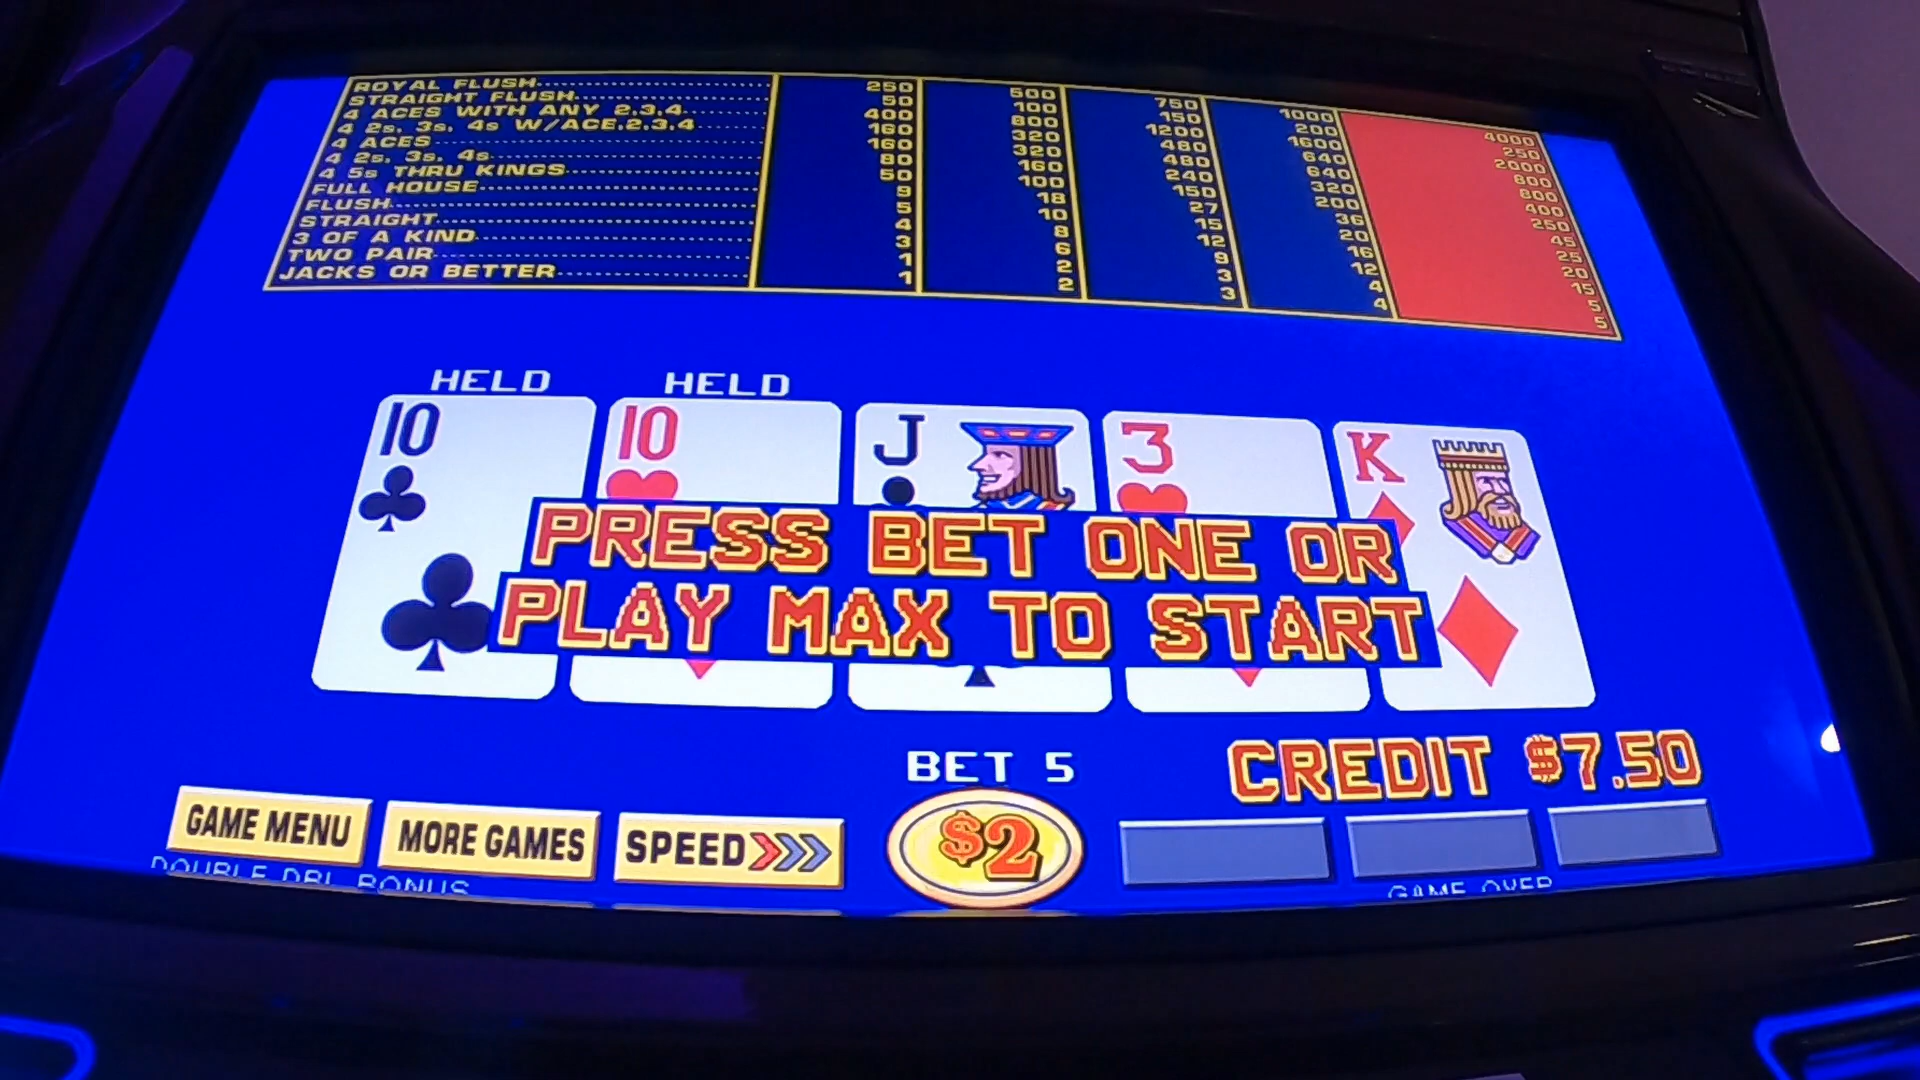 ROYAL FLUSH 250 500 750 1000 4000
STRAIGHT FLUSH 50 100 150 200 250
4 ACES WITH ANY 2,3,4 400 800 1200 1600 2000
4 2s, 3s, 4s W/ACE,2,3,4 160 320 480 640 800
4 ACES 160 320 480 640 800
4 2s, 3s, 4s 80 160 240 320 400
4 5s THRU KINGS 50 100 150 200 250
FULL HOUSE 9 18 27 36 45
FLUSH 5 10 15 20 25
STRAIGHT 4 8 12 16 20
3 OF A KIND 3 6 9 12 15
TWO PAIR 1 2 3 4 5
JACKS OR BETTER 1 2 3 4 5
HELD HELD
10 10 J 3 K
PRESS BET ONE OR
PLAY MAX TO START
BET 5 CREDIT $7.50
GAME MENU MORE GAMES SPEED $2
DOUBLE DBL BONUS GAME OVER